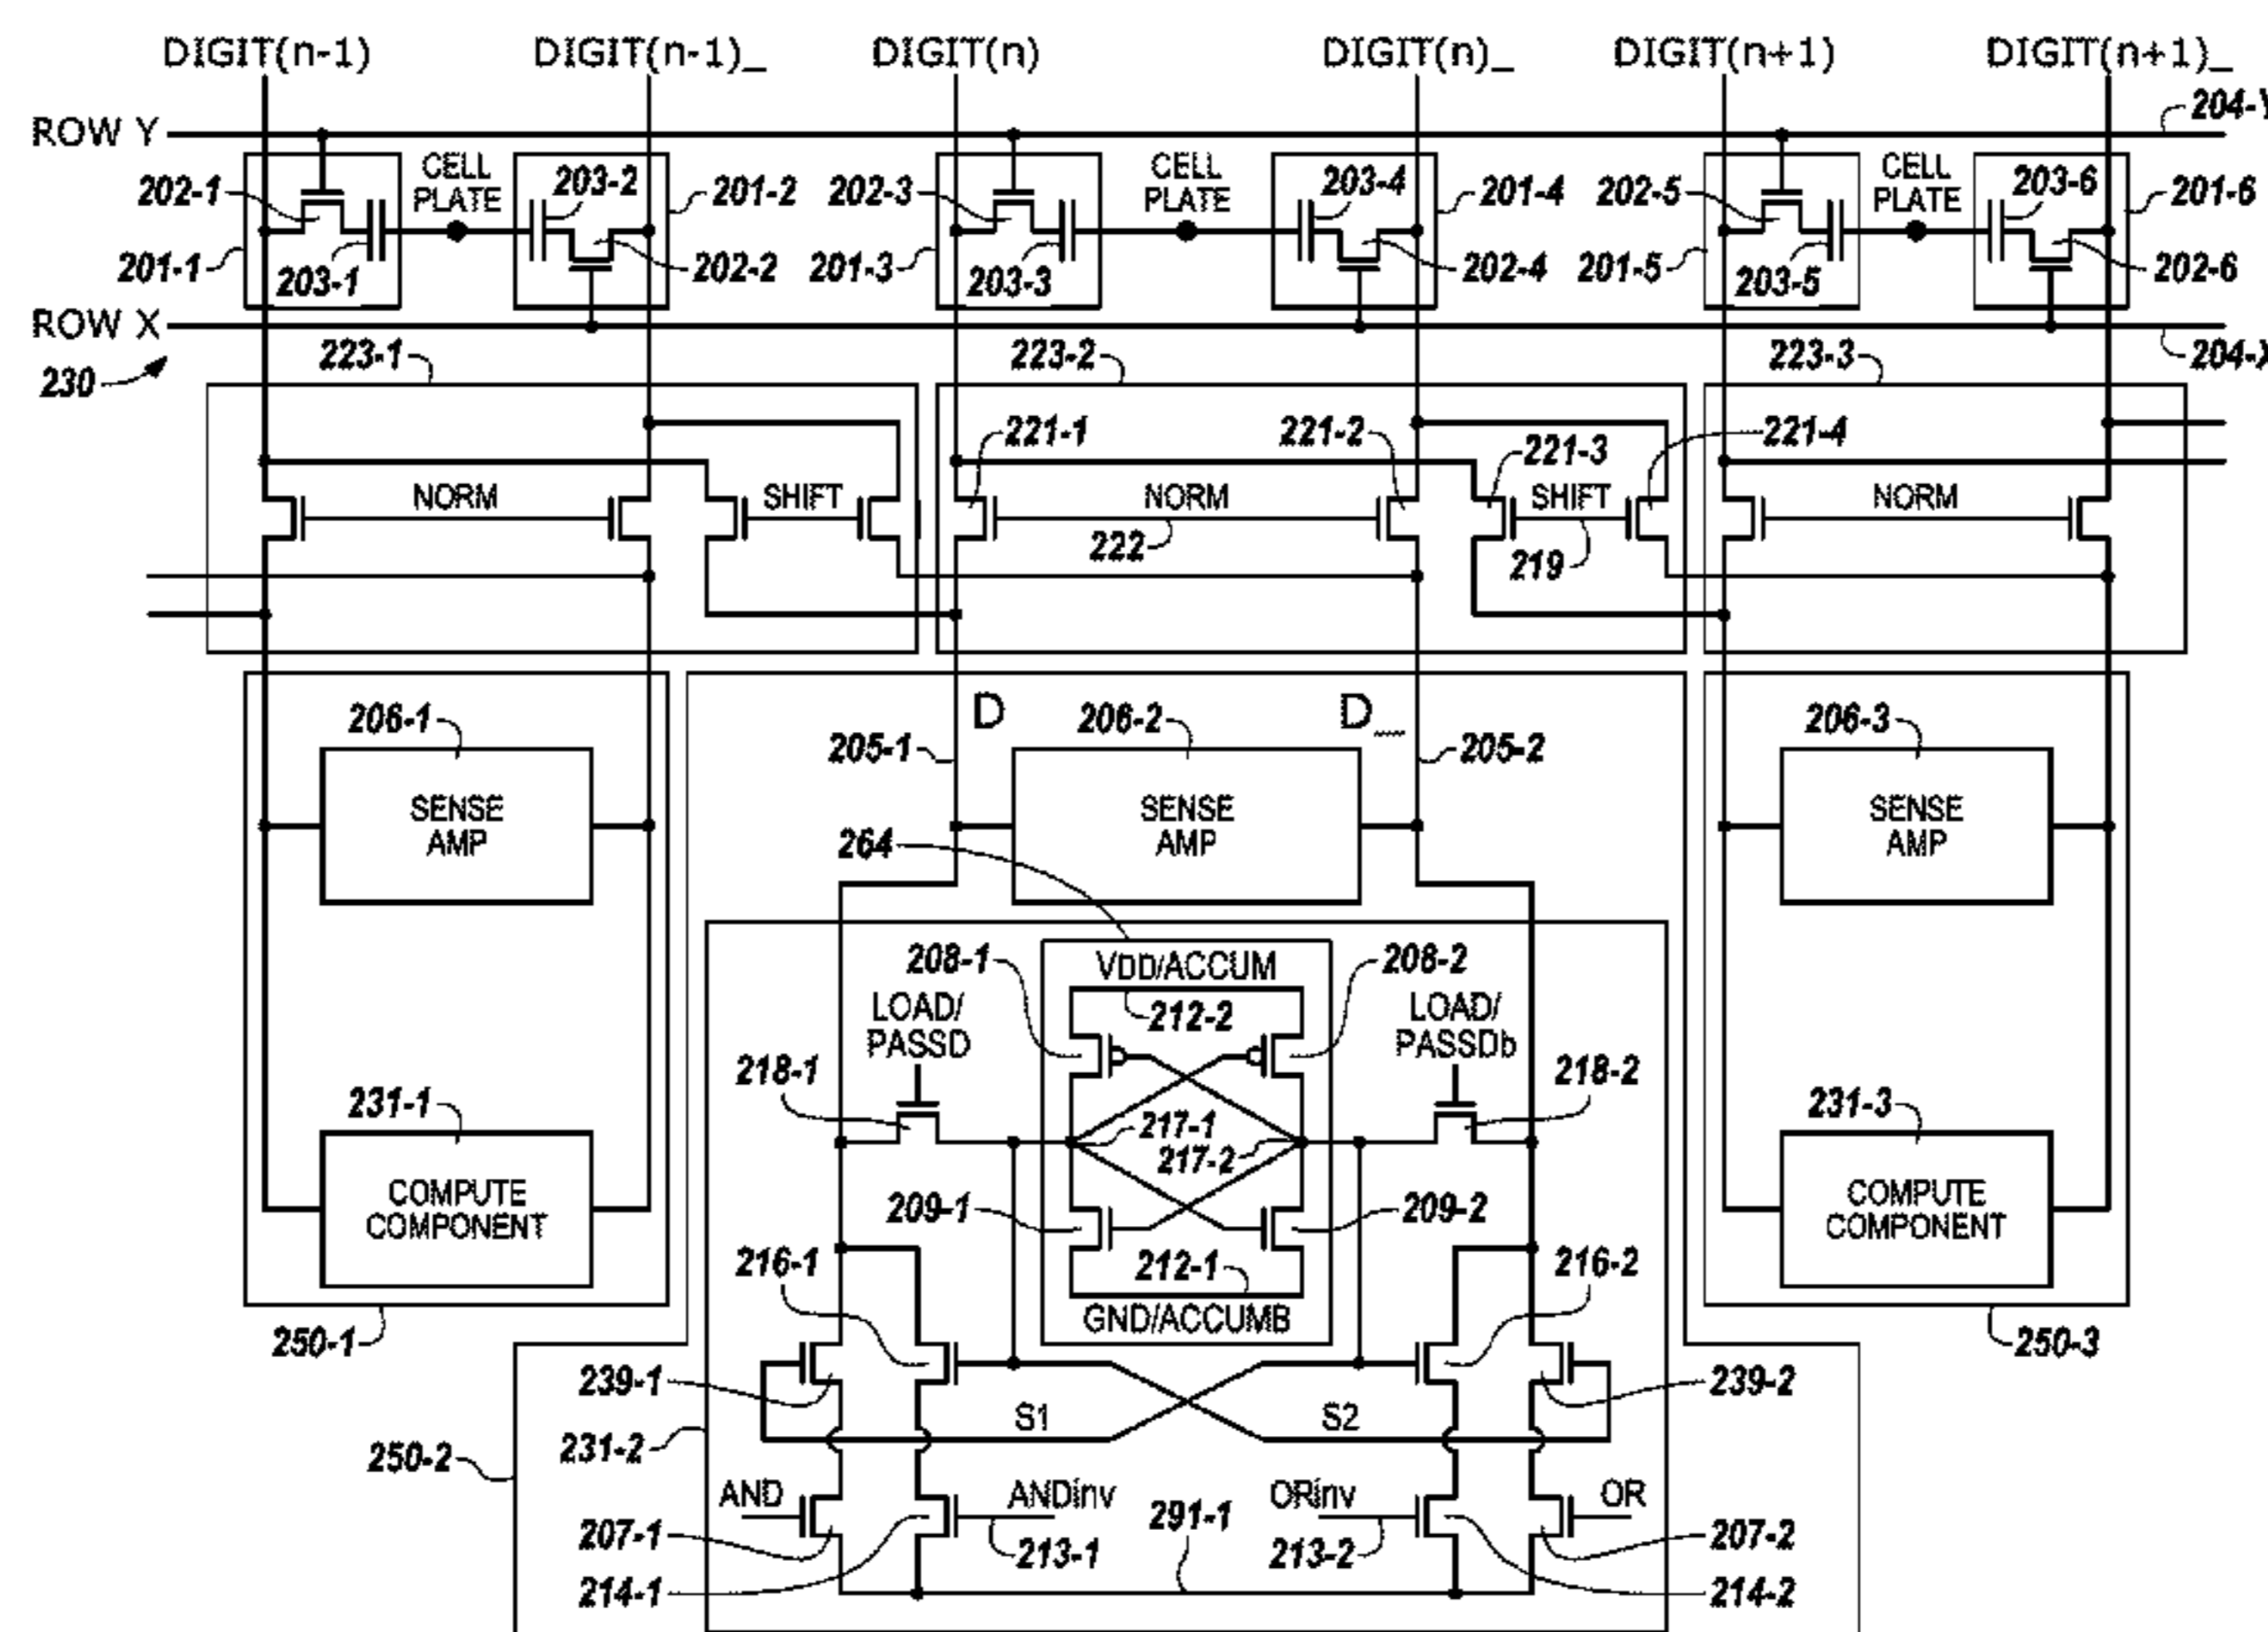 DIGIT(n-1) DIGIT(n-1)_ DIGIT(n) DIGIT(n)_ DIGIT(n+1) DIGIT(n+1)_
204-Y
ROW Y
CELL PLATE CELL PLATE CELL PLATE
202-1 203-2 201-2 202-3 203-4 201-4 202-5 203-6 201-6
201-1 203-1 202-2 201-3 203-3 202-4 201-5 203-5 202-6
ROW X
204-X
230 223-1 223-2 223-3
221-1 221-2 221-3 221-4
NORM SHIFT NORM SHIFT NORM
222 219
206-1 D 206-2 D_ 206-3
205-1 205-2
SENSE AMP SENSE AMP SENSE AMP
264
208-1 VDD/ACCUM 208-2
LOAD/PASSD 212-2 LOAD/PASSDb
218-1 218-2
231-1 217-1 231-3
217-2
COMPUTE COMPONENT 209-1 209-2 COMPUTE COMPONENT
216-1 212-1 216-2
GND/ACCUMB
250-1 250-3
239-1 239-2
S1 S2
250-2 231-2
AND ANDinv ORinv OR
291-1
207-1 213-1 213-2 207-2
214-1 214-2